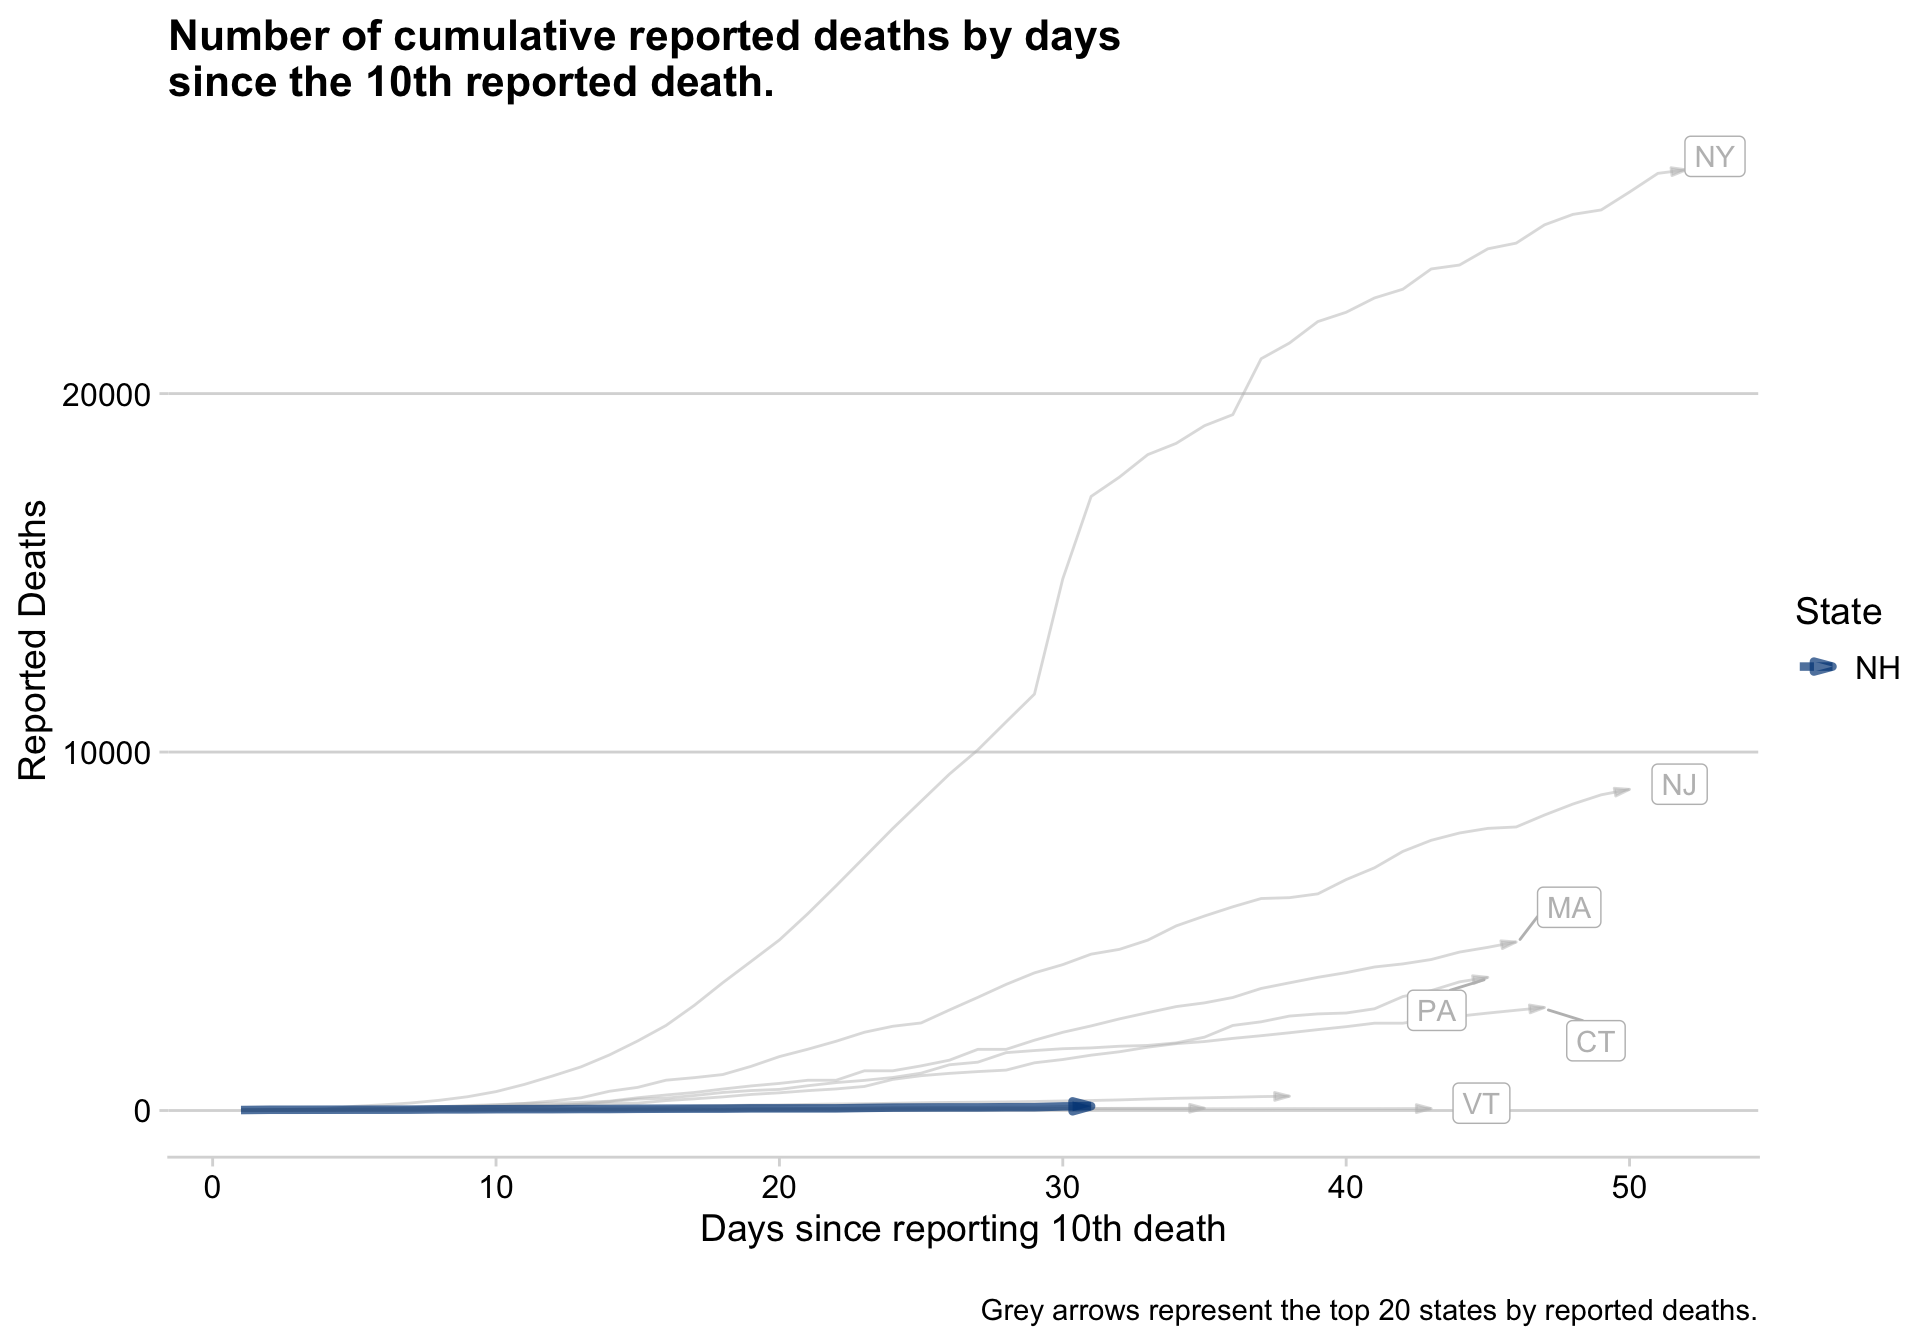 Number of cumulative reported deaths by days
since the 10th reported death.
NY
20000
Reported Deaths
State
NH
10000
NJ
MA
PA
CT
VT
0
0 10 20 30 40 50
Days since reporting 10th death
Grey arrows represent the top 20 states by reported deaths.